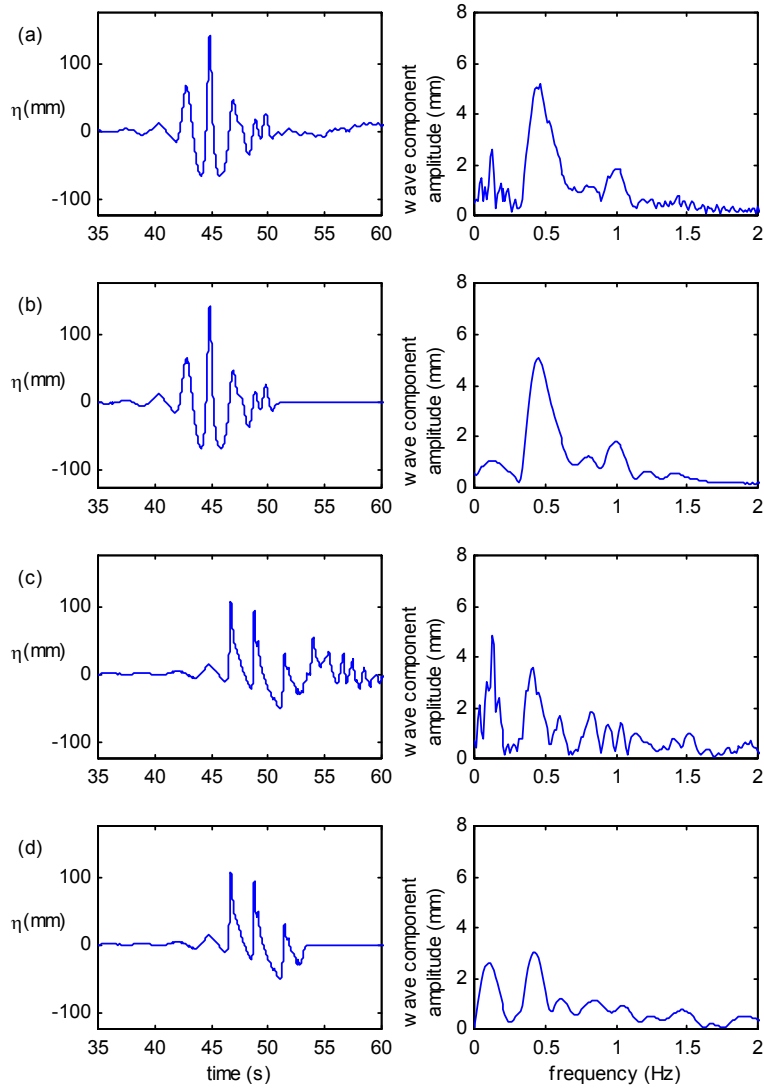 (a)
η(mm)
100
0
-100
35 40 45 50 55 60
wave component
amplitude (mm)
8
6
4
2
0
0 0.5 1 1.5 2
(b)
η(mm)
100
0
-100
35 40 45 50 55 60
wave component
amplitude (mm)
8
6
4
2
0
0 0.5 1 1.5 2
(c)
η(mm)
100
0
-100
35 40 45 50 55 60
wave component
amplitude (mm)
8
6
4
2
0
0 0.5 1 1.5 2
(d)
η(mm)
100
0
-100
35 40 45 50 55 60
time (s)
wave component
amplitude (mm)
8
6
4
2
0
0 0.5 1 1.5 2
frequency (Hz)